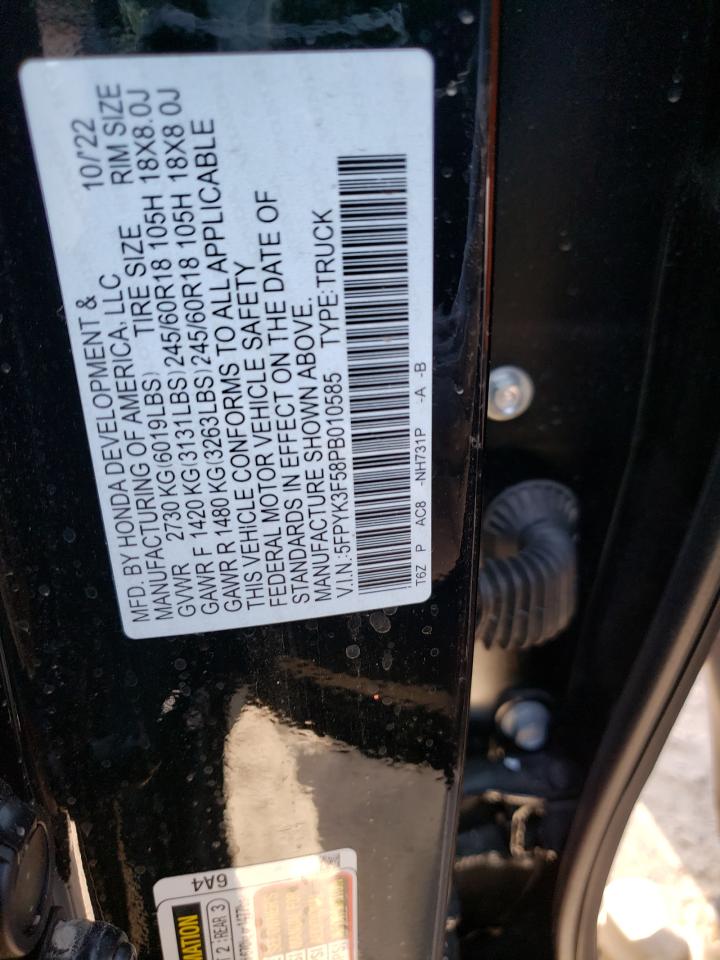 MFD. BY HONDA DEVELOPMENT & 10/22
MANUFACTURING OF AMERICA, LLC TIRE SIZE RIM SIZE
GVWR 2730 KG(6019LBS) 245/60R18 105H 18X8.0J
GAWR F 1420 KG(3131LBS) 245/60R18 105H 18X8.0J
GAWR R 1480 KG(3263LBS)
THIS VEHICLE CONFORMS TO ALL APPLICABLE
FEDERAL MOTOR VEHICLE SAFETY
STANDARDS IN EFFECT ON THE DATE OF
MANUFACTURE SHOWN ABOVE.
V.I.N.:5FPYK3F58PB010585 TYPE:TRUCK
T6Z P AC8 -NH731P -A -B
6A4
2 :REAR 3